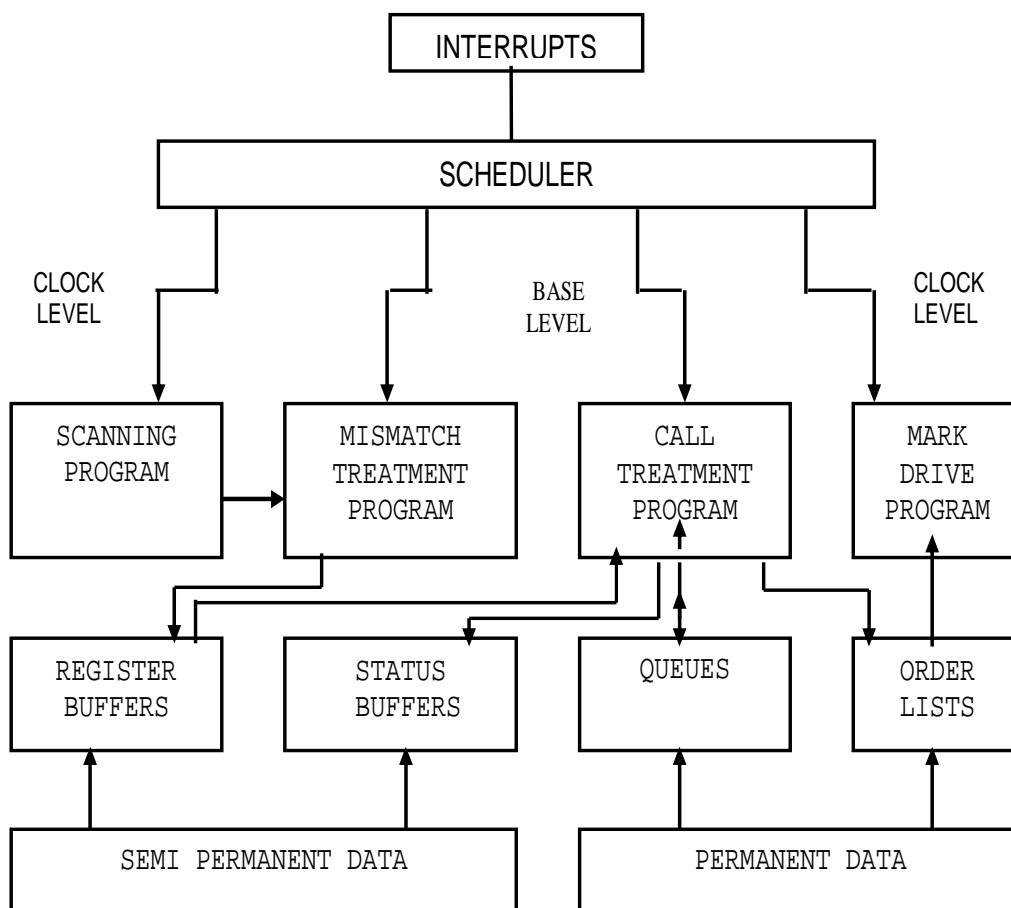 INTERRUPTS
SCHEDULER
CLOCK
LEVEL
BASE
LEVEL
CLOCK
LEVEL
SCANNING
PROGRAM
MISMATCH
TREATMENT
PROGRAM
CALL
TREATMENT
PROGRAM
MARK
DRIVE
PROGRAM
REGISTER
BUFFERS
STATUS
BUFFERS
QUEUES
ORDER
LISTS
SEMI PERMANENT DATA
PERMANENT DATA